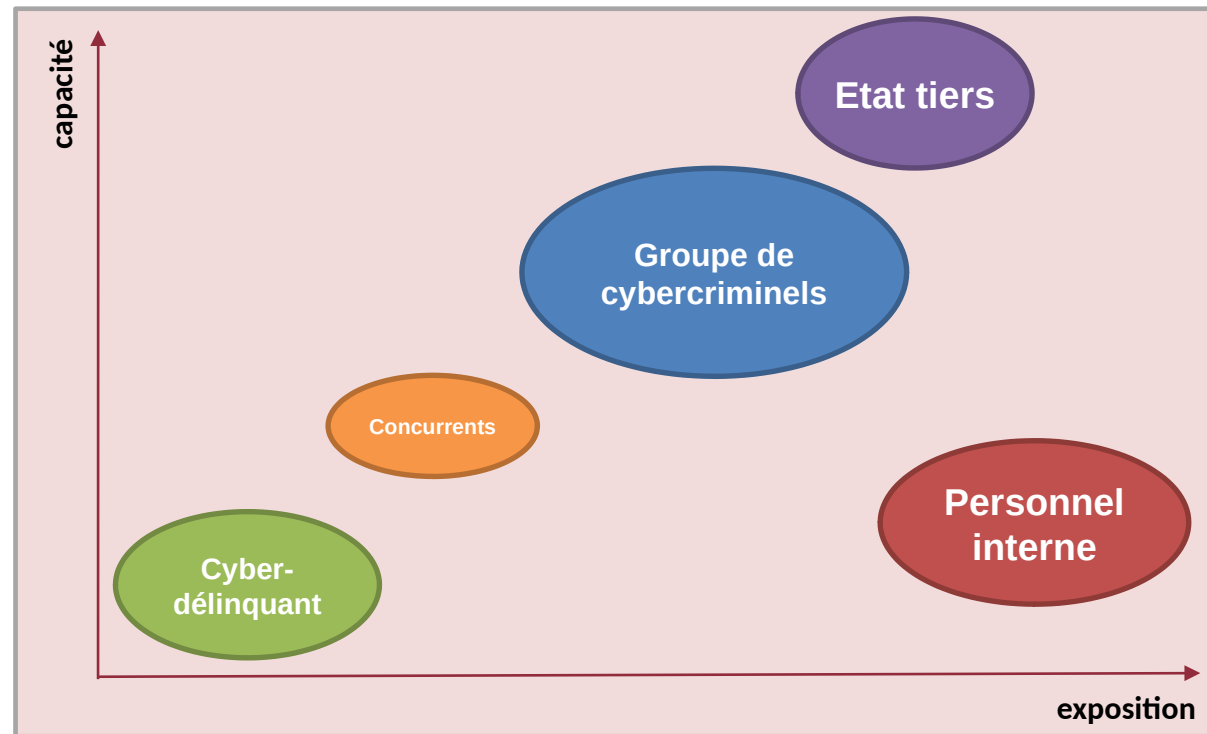 capacité
Etat tiers
Groupe de
cybercriminels
Concurrents
Personnel
interne
Cyber-
délinquant
exposition